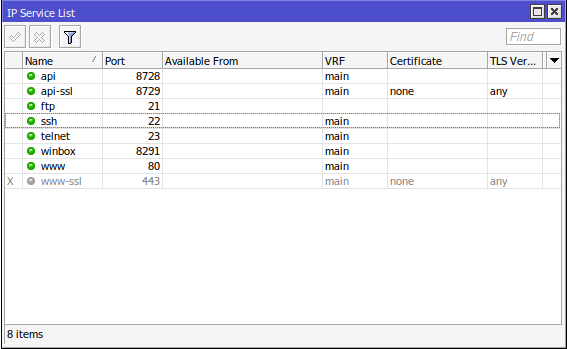 IP Service List
Find
Name / Port Available From VRF Certificate TLS Ver...
api 8728 main
api-ssl 8729 main none any
ftp 21
ssh 22 main
telnet 23 main
winbox 8291 main
www 80 main
X www-ssl 443 main none any
8 items